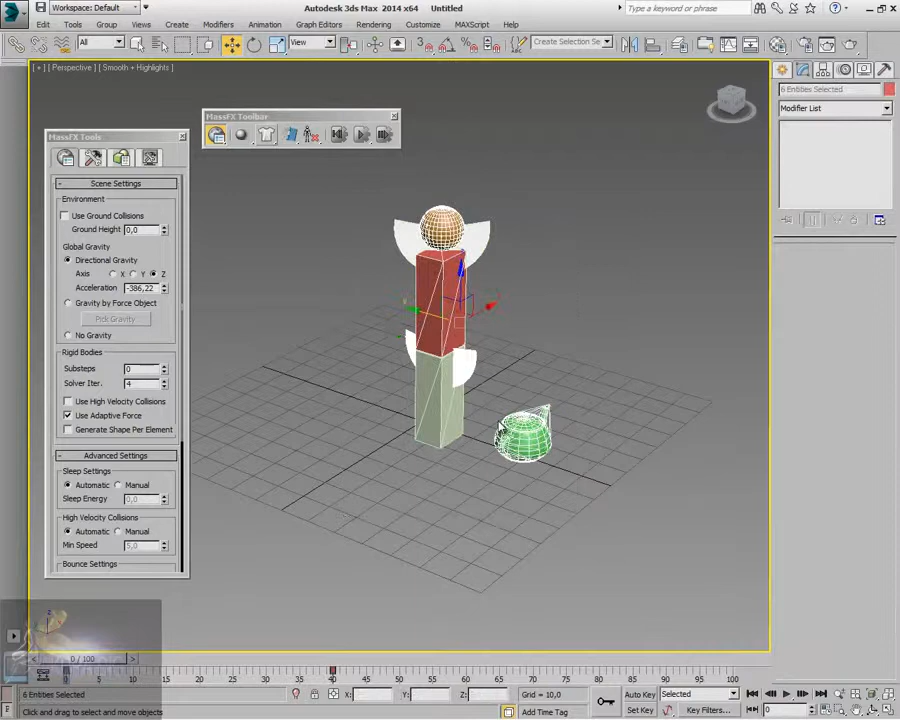 Workspace: Default
Autodesk 3ds Max 2014 x64 Untitled
Type a keyword or phrase
Edit Tools Group Views Create Modifiers Animation Graph Editors Rendering Customize MAXScript Help
All
View
Create Selection Se
[ + ] [ Perspective ] [ Smooth + Highlights ]
6 Entities Selected
Modifier List
MassFX Toolbar
MassFX Tools
- Scene Settings
Environment
Use Ground Collisions
Ground Height 0,0
Global Gravity
Directional Gravity
Axis X Y Z
Acceleration -386,22
Gravity by Force Object
Pick Gravity
No Gravity
Rigid Bodies
Substeps 0
Solver Iter. 4
Use High Velocity Collisions
Use Adaptive Force
Generate Shape Per Element
- Advanced Settings
Sleep Settings
Automatic Manual
Sleep Energy 0,0
High Velocity Collisions
Automatic Manual
Min Speed 5,0
Bounce Settings
0 / 100
5 10 15 20 25 30 35 40 45 50 55 60 65 70 75 80 85 90 95 100
6 Entities Selected
X: Y: Z: Grid = 10,0
Auto Key Selected
Click and drag to select and move objects
Add Time Tag
Set Key Key Filters...
0